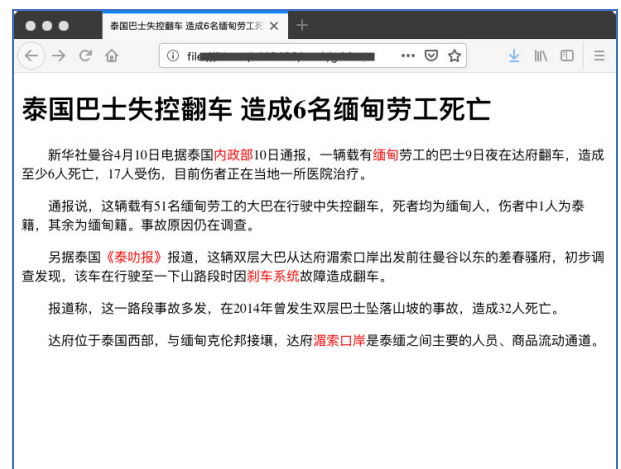 泰国巴士失控翻车 造成6名缅甸劳工死
file
泰国巴士失控翻车 造成6名缅甸劳工死亡
新华社曼谷4月10日电据泰国内政部10日通报，一辆载有缅甸劳工的巴士9日夜在达府翻车，造成
至少6人死亡，17人受伤，目前伤者正在当地一所医院治疗。
通报说，这辆载有51名缅甸劳工的大巴在行驶中失控翻车，死者均为缅甸人，伤者中1人为泰
籍，其余为缅甸籍。事故原因仍在调查。
另据泰国《泰叻报》报道，这辆双层大巴从达府湄索口岸出发前往曼谷以东的差春骚府，初步调
查发现，该车在行驶至一下山路段时因刹车系统故障造成翻车。
报道称，这一路段事故多发，在2014年曾发生双层巴士坠落山坡的事故，造成32人死亡。
达府位于泰国西部，与缅甸克伦邦接壤，达府湄索口岸是泰缅之间主要的人员、商品流动通道。